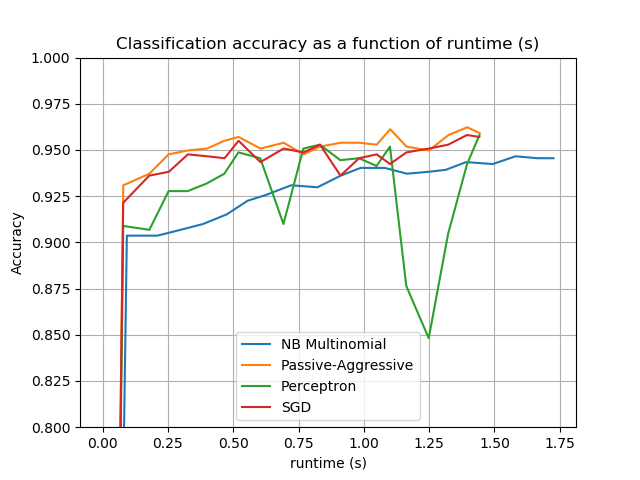 Classification accuracy as a function of runtime (s)
1.000
0.975
0.950
0.925
0.900
0.875
0.850
0.825
0.800
Accuracy
NB Multinomial
Passive-Aggressive
Perceptron
SGD
0.00 0.25 0.50 0.75 1.00 1.25 1.50 1.75
runtime (s)